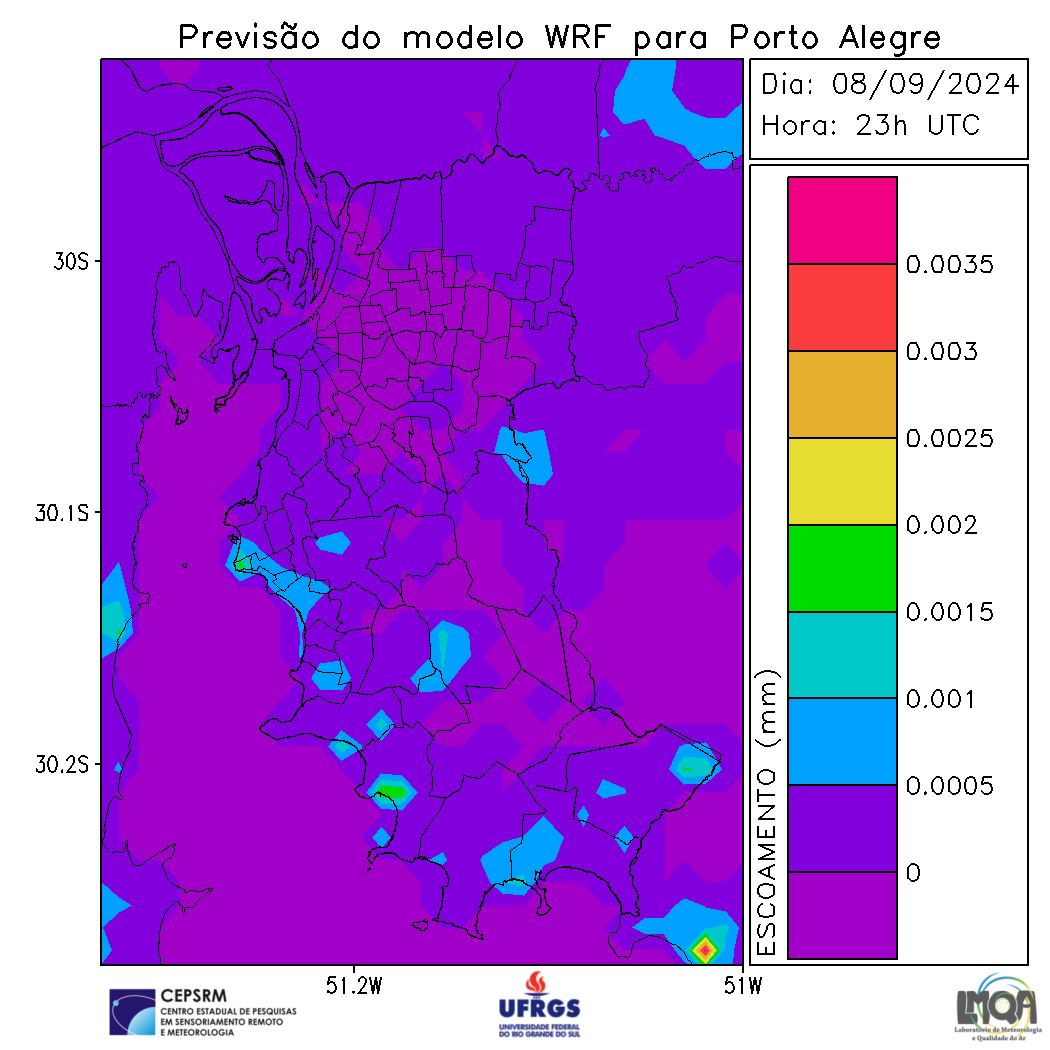 Previsão do modelo WRF para Porto Alegre
Dia: 08/09/2024
Hora: 23h UTC
30S
30.1S
30.2S
51.2W
51W
0.0035
0.003
0.0025
0.002
0.0015
0.001
0.0005
0
ESCOAMENTO (mm)
CEPSRM
CENTRO ESTADUAL DE PESQUISAS
EM SENSORIAMENTO REMOTO
E METEOROLOGIA
UFRGS
UNIVERSIDADE FEDERAL
DO RIO GRANDE DO SUL
LMQA
Laboratório de Meteorologia
e Qualidade do Ar